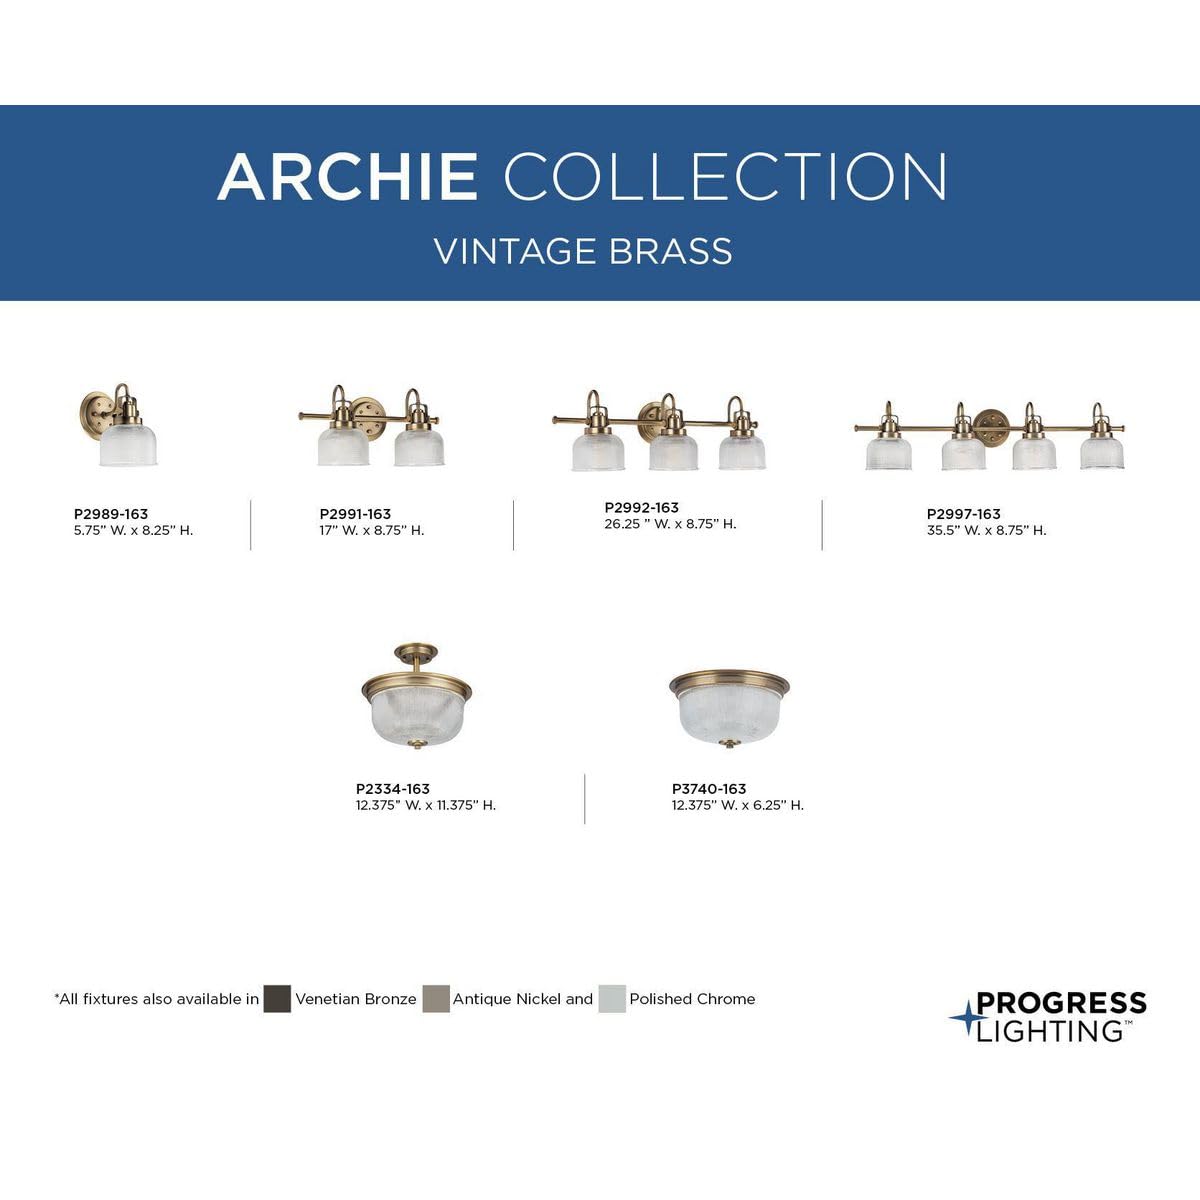 ARCHIE COLLECTION
VINTAGE BRASS
P2989-163
5.75” W. x 8.25” H.
P2991-163
17” W. x 8.75” H.
P2992-163
26.25 ” W. x 8.75” H.
P2997-163
35.5” W. x 8.75” H.
P2334-163
12.375” W. x 11.375” H.
P3740-163
12.375” W. x 6.25” H.
*All fixtures also available in Venetian Bronze Antique Nickel and Polished Chrome
PROGRESS
LIGHTING™